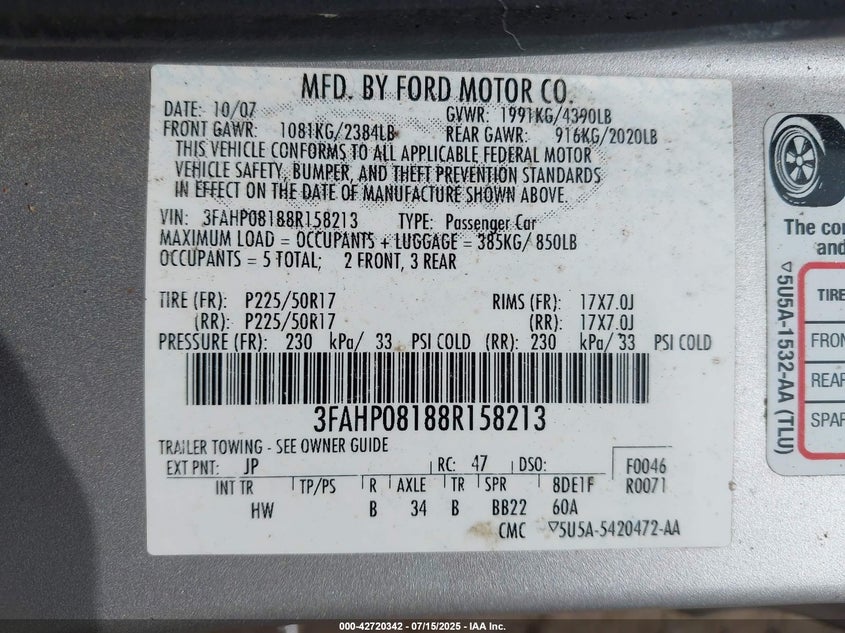 MFD. BY FORD MOTOR CO.
DATE: 10/07 GVWR: 1991KG/4390LB
FRONT GAWR: 1081KG/2384LB REAR GAWR: 916KG/2020LB
THIS VEHICLE CONFORMS TO ALL APPLICABLE FEDERAL MOTOR
VEHICLE SAFETY, BUMPER, AND THEFT PREVENTION STANDARDS
IN EFFECT ON THE DATE OF MANUFACTURE SHOWN ABOVE.
VIN: 3FAHP08188R158213 TYPE: Passenger Car
MAXIMUM LOAD = OCCUPANTS + LUGGAGE = 385KG/ 850LB
OCCUPANTS = 5 TOTAL; 2 FRONT, 3 REAR
TIRE (FR): P225/50R17 RIMS (FR): 17X7.0J
(RR): P225/50R17 (RR): 17X7.0J
PRESSURE (FR): 230 kPa/ 33 PSI COLD (RR): 230 kPa/ 33 PSI COLD
3FAHP08188R158213
TRAILER TOWING - SEE OWNER GUIDE
EXT PNT: JP RC: 47 DSO: F0046
INT TR TP/PS R AXLE TR SPR 8DE1F R0071
HW B 34 B BB22 60A
CMC 5U5A-5420472-AA
The
and
5U5A-1532-AA (TLU)
TIRE
FRON
REAR
SPAR
000-42720342 - 07/15/2025 - IAA Inc.